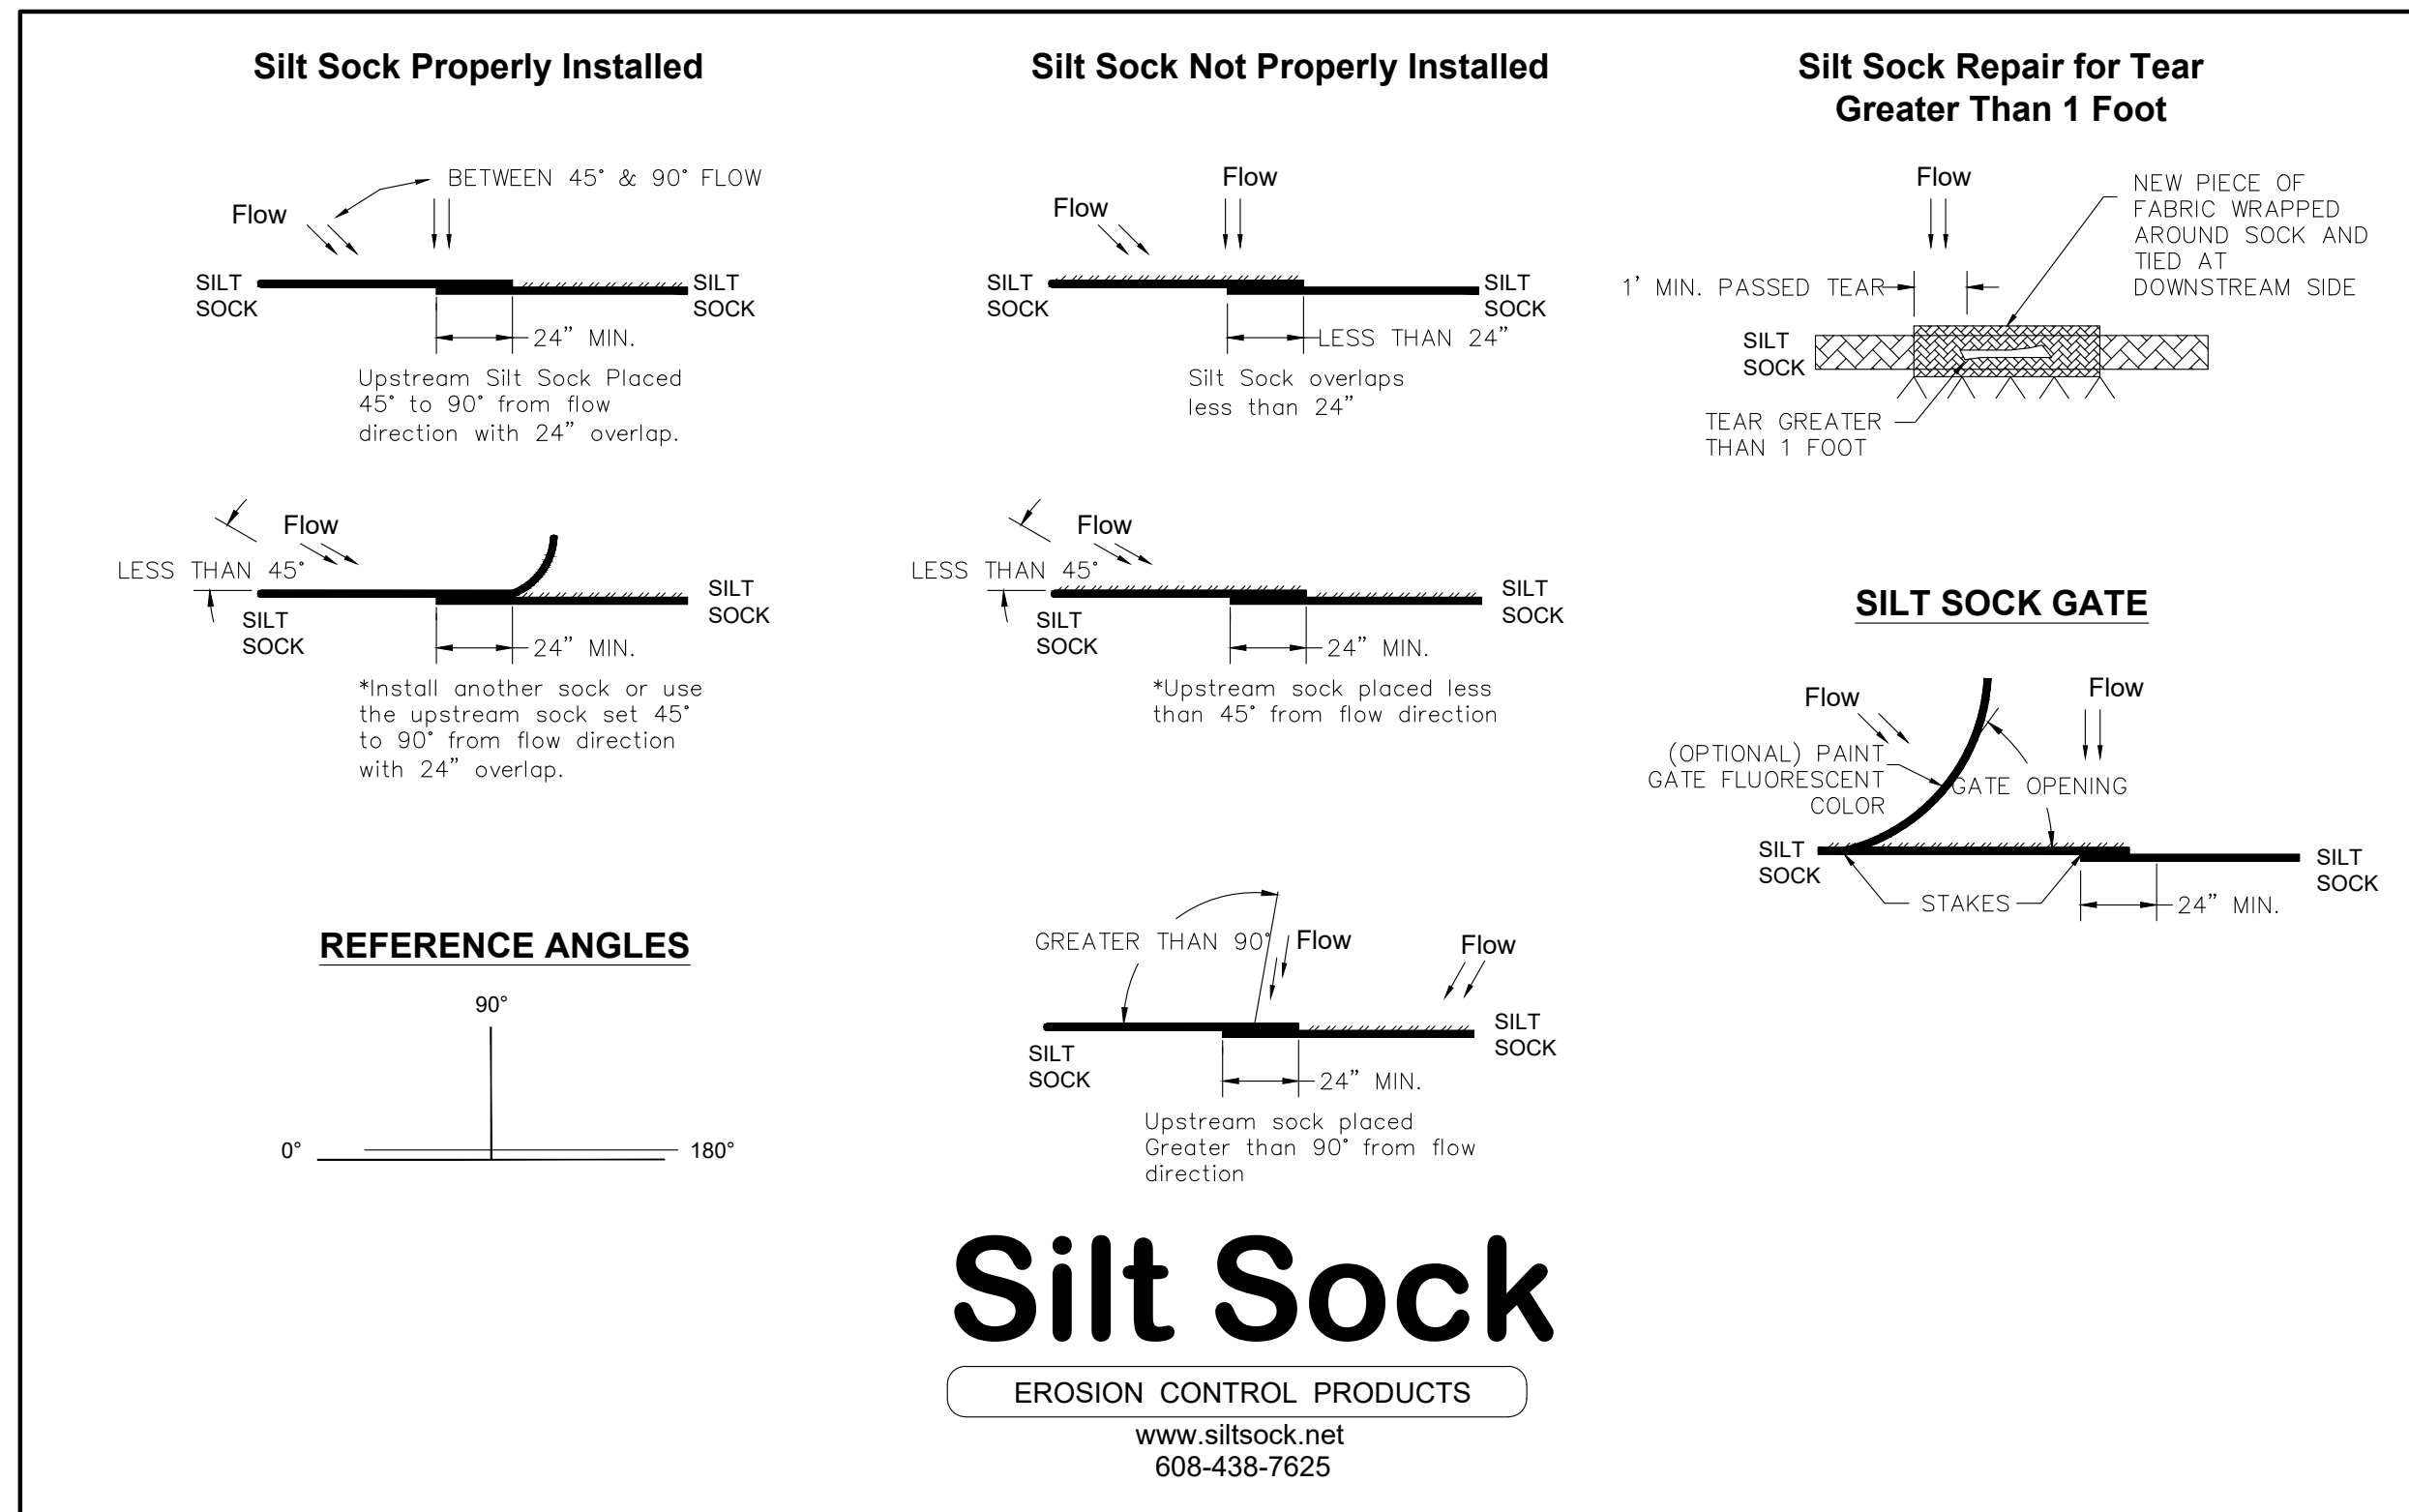 Silt Sock Properly Installed
BETWEEN 45° & 90° FLOW
Flow
SILT
SOCK
SILT
SOCK
24” MIN.
Upstream Silt Sock Placed
45° to 90° from flow
direction with 24” overlap.
Flow
LESS THAN 45°
SILT
SOCK
SILT
SOCK
24” MIN.
*Install another sock or use
the upstream sock set 45°
to 90° from flow direction
with 24” overlap.
REFERENCE ANGLES
90°
0°
180°
Silt Sock Not Properly Installed
Flow
Flow
SILT
SOCK
SILT
SOCK
LESS THAN 24”
Silt Sock overlaps
less than 24”
Flow
LESS THAN 45°
SILT
SOCK
SILT
SOCK
24” MIN.
*Upstream sock placed less
than 45° from flow direction
GREATER THAN 90°
Flow
Flow
SILT
SOCK
SILT
SOCK
24” MIN.
Upstream sock placed
Greater than 90° from flow
direction
Silt Sock Repair for Tear
Greater Than 1 Foot
Flow
NEW PIECE OF
FABRIC WRAPPED
AROUND SOCK AND
TIED AT
DOWNSTREAM SIDE
1’ MIN. PASSED TEAR
SILT
SOCK
TEAR GREATER
THAN 1 FOOT
SILT SOCK GATE
Flow
Flow
(OPTIONAL) PAINT
GATE FLUORESCENT
COLOR
GATE OPENING
SILT
SOCK
SILT
SOCK
STAKES
24” MIN.
Silt Sock
EROSION CONTROL PRODUCTS
www.siltsock.net
608-438-7625